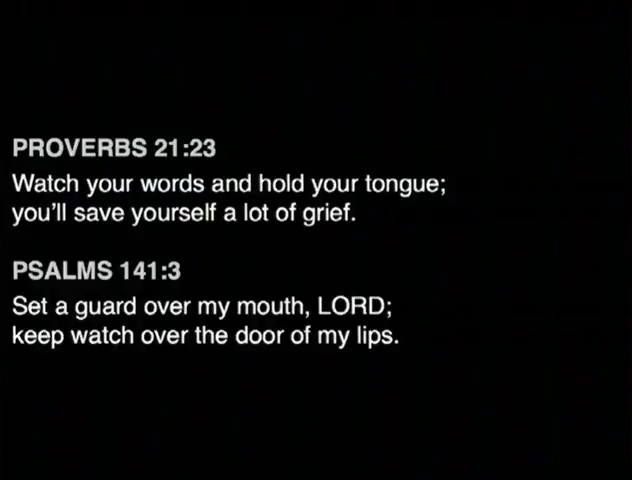 PROVERBS 21:23
Watch your words and hold your tongue;
you'll save yourself a lot of grief.
PSALMS 141:3
Set a guard over my mouth, LORD;
keep watch over the door of my lips.